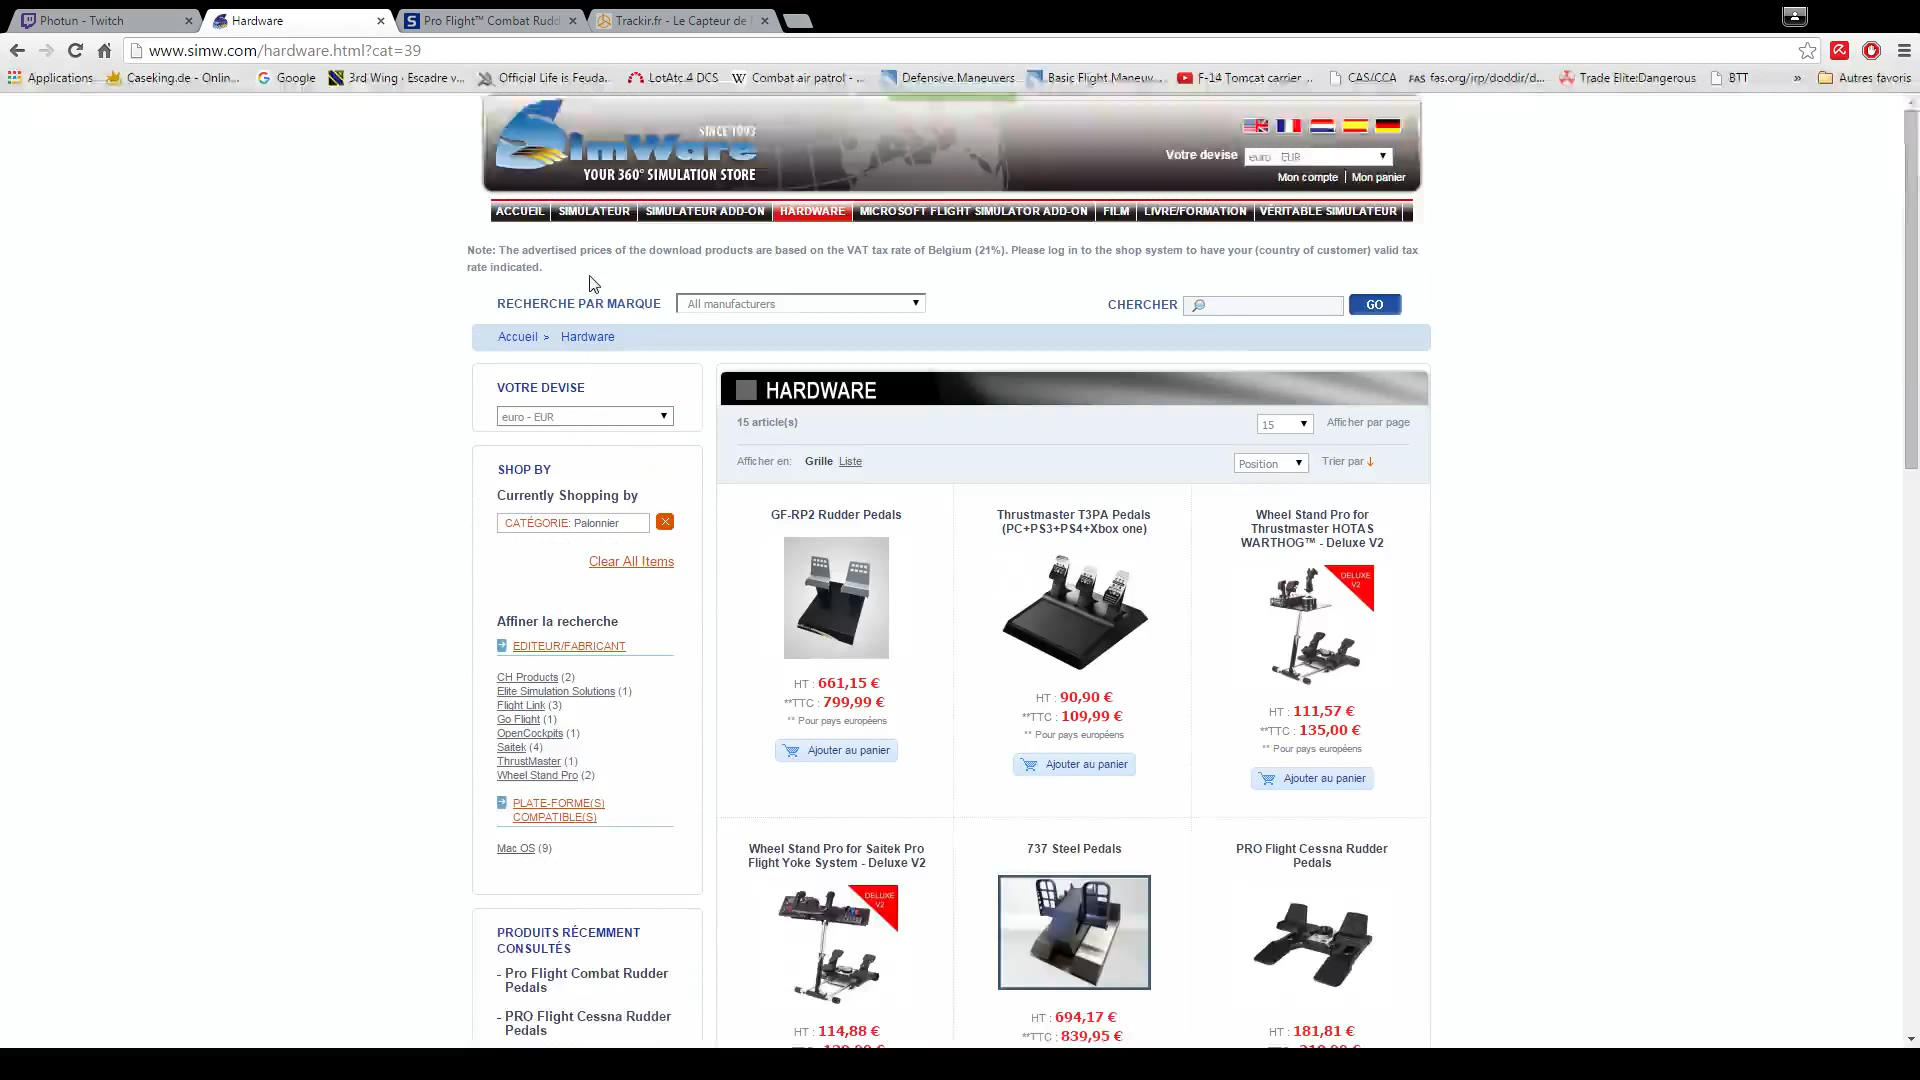 Photun - Twitch
Hardware
Pro Flight™ Combat Rudd
Trackir.fr - Le Capteur de
www.simw.com/hardware.html?cat=39
Applications
Caseking.de - Onlin...
Google
3rd Wing · Escadre v...
Official Life is Feuda..
LotAtc 4 DCS
Combat air patrol - ...
Defensive Maneuvers
Basic Flight Maneuv...
F-14 Tomcat carrier ...
CAS/CCA
FAS fas.org/irp/doddir/d...
Trade Elite:Dangerous
BTT
»
Autres favoris
SINCE 1993
SimWare
YOUR 360° SIMULATION STORE
Votre devise
euro - EUR
Mon compte | Mon panier
ACCUEIL
SIMULATEUR
SIMULATEUR ADD-ON
HARDWARE
MICROSOFT FLIGHT SIMULATOR ADD-ON
FILM
LIVRE/FORMATION
VÉRITABLE SIMULATEUR
Note: The advertised prices of the download products are based on the VAT tax rate of Belgium (21%). Please log in to the shop system to have your (country of customer) valid tax
rate indicated.
RECHERCHE PAR MARQUE
All manufacturers
CHERCHER
GO
Accueil » Hardware
VOTRE DEVISE
euro - EUR
SHOP BY
Currently Shopping by
CATÉGORIE: Palonnier
Clear All Items
Affiner la recherche
EDITEUR/FABRICANT
CH Products (2)
Elite Simulation Solutions (1)
Flight Link (3)
Go Flight (1)
OpenCockpits (1)
Saitek (4)
ThrustMaster (1)
Wheel Stand Pro (2)
PLATE-FORME(S)
COMPATIBLE(S)
Mac OS (9)
PRODUITS RÉCEMMENT
CONSULTÉS
- Pro Flight Combat Rudder
Pedals
- PRO Flight Cessna Rudder
Pedals
HARDWARE
15 article(s)
15
Afficher par page
Afficher en: Grille Liste
Position
Trier par
GF-RP2 Rudder Pedals
HT : 661,15 €
**TTC : 799,99 €
** Pour pays européens
Ajouter au panier
Thrustmaster T3PA Pedals
(PC+PS3+PS4+Xbox one)
HT : 90,90 €
**TTC : 109,99 €
** Pour pays européens
Ajouter au panier
Wheel Stand Pro for
Thrustmaster HOTAS
WARTHOG™ - Deluxe V2
DELUXE
V2
HT : 111,57 €
**TTC : 135,00 €
** Pour pays européens
Ajouter au panier
Wheel Stand Pro for Saitek Pro
Flight Yoke System - Deluxe V2
DELUXE
V2
HT : 114,88 €
737 Steel Pedals
HT : 694,17 €
**TTC : 839,95 €
PRO Flight Cessna Rudder
Pedals
HT : 181,81 €